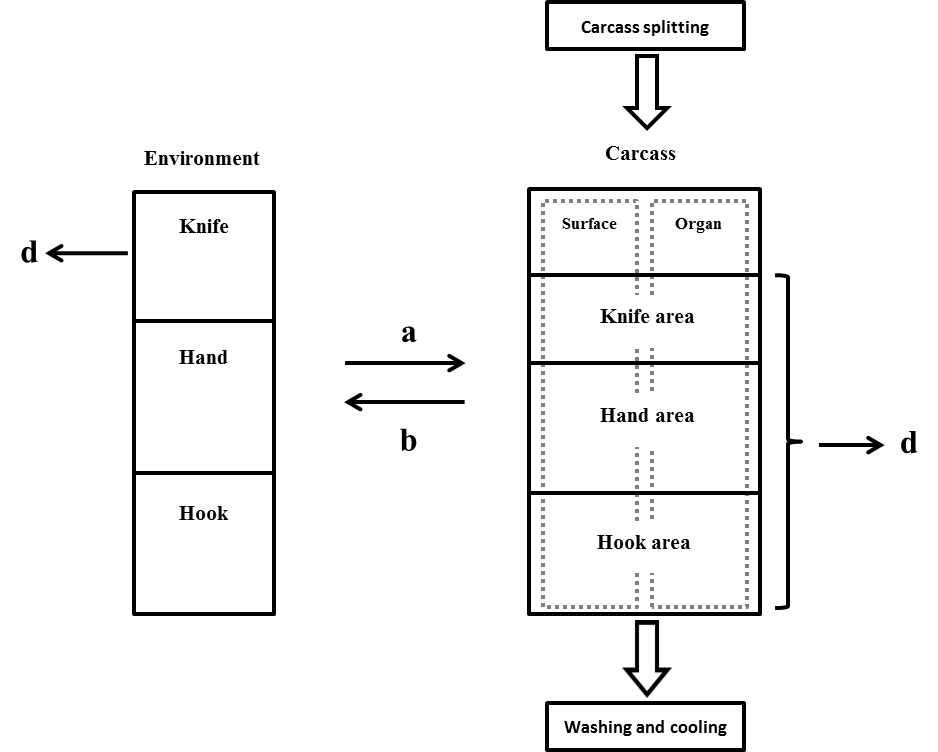 Carcass splitting
Environment
Carcass
Knife
Surface
Organ
d
Knife area
a
Hand
Hand area
b
d
Hook
Hook area
Washing and cooling